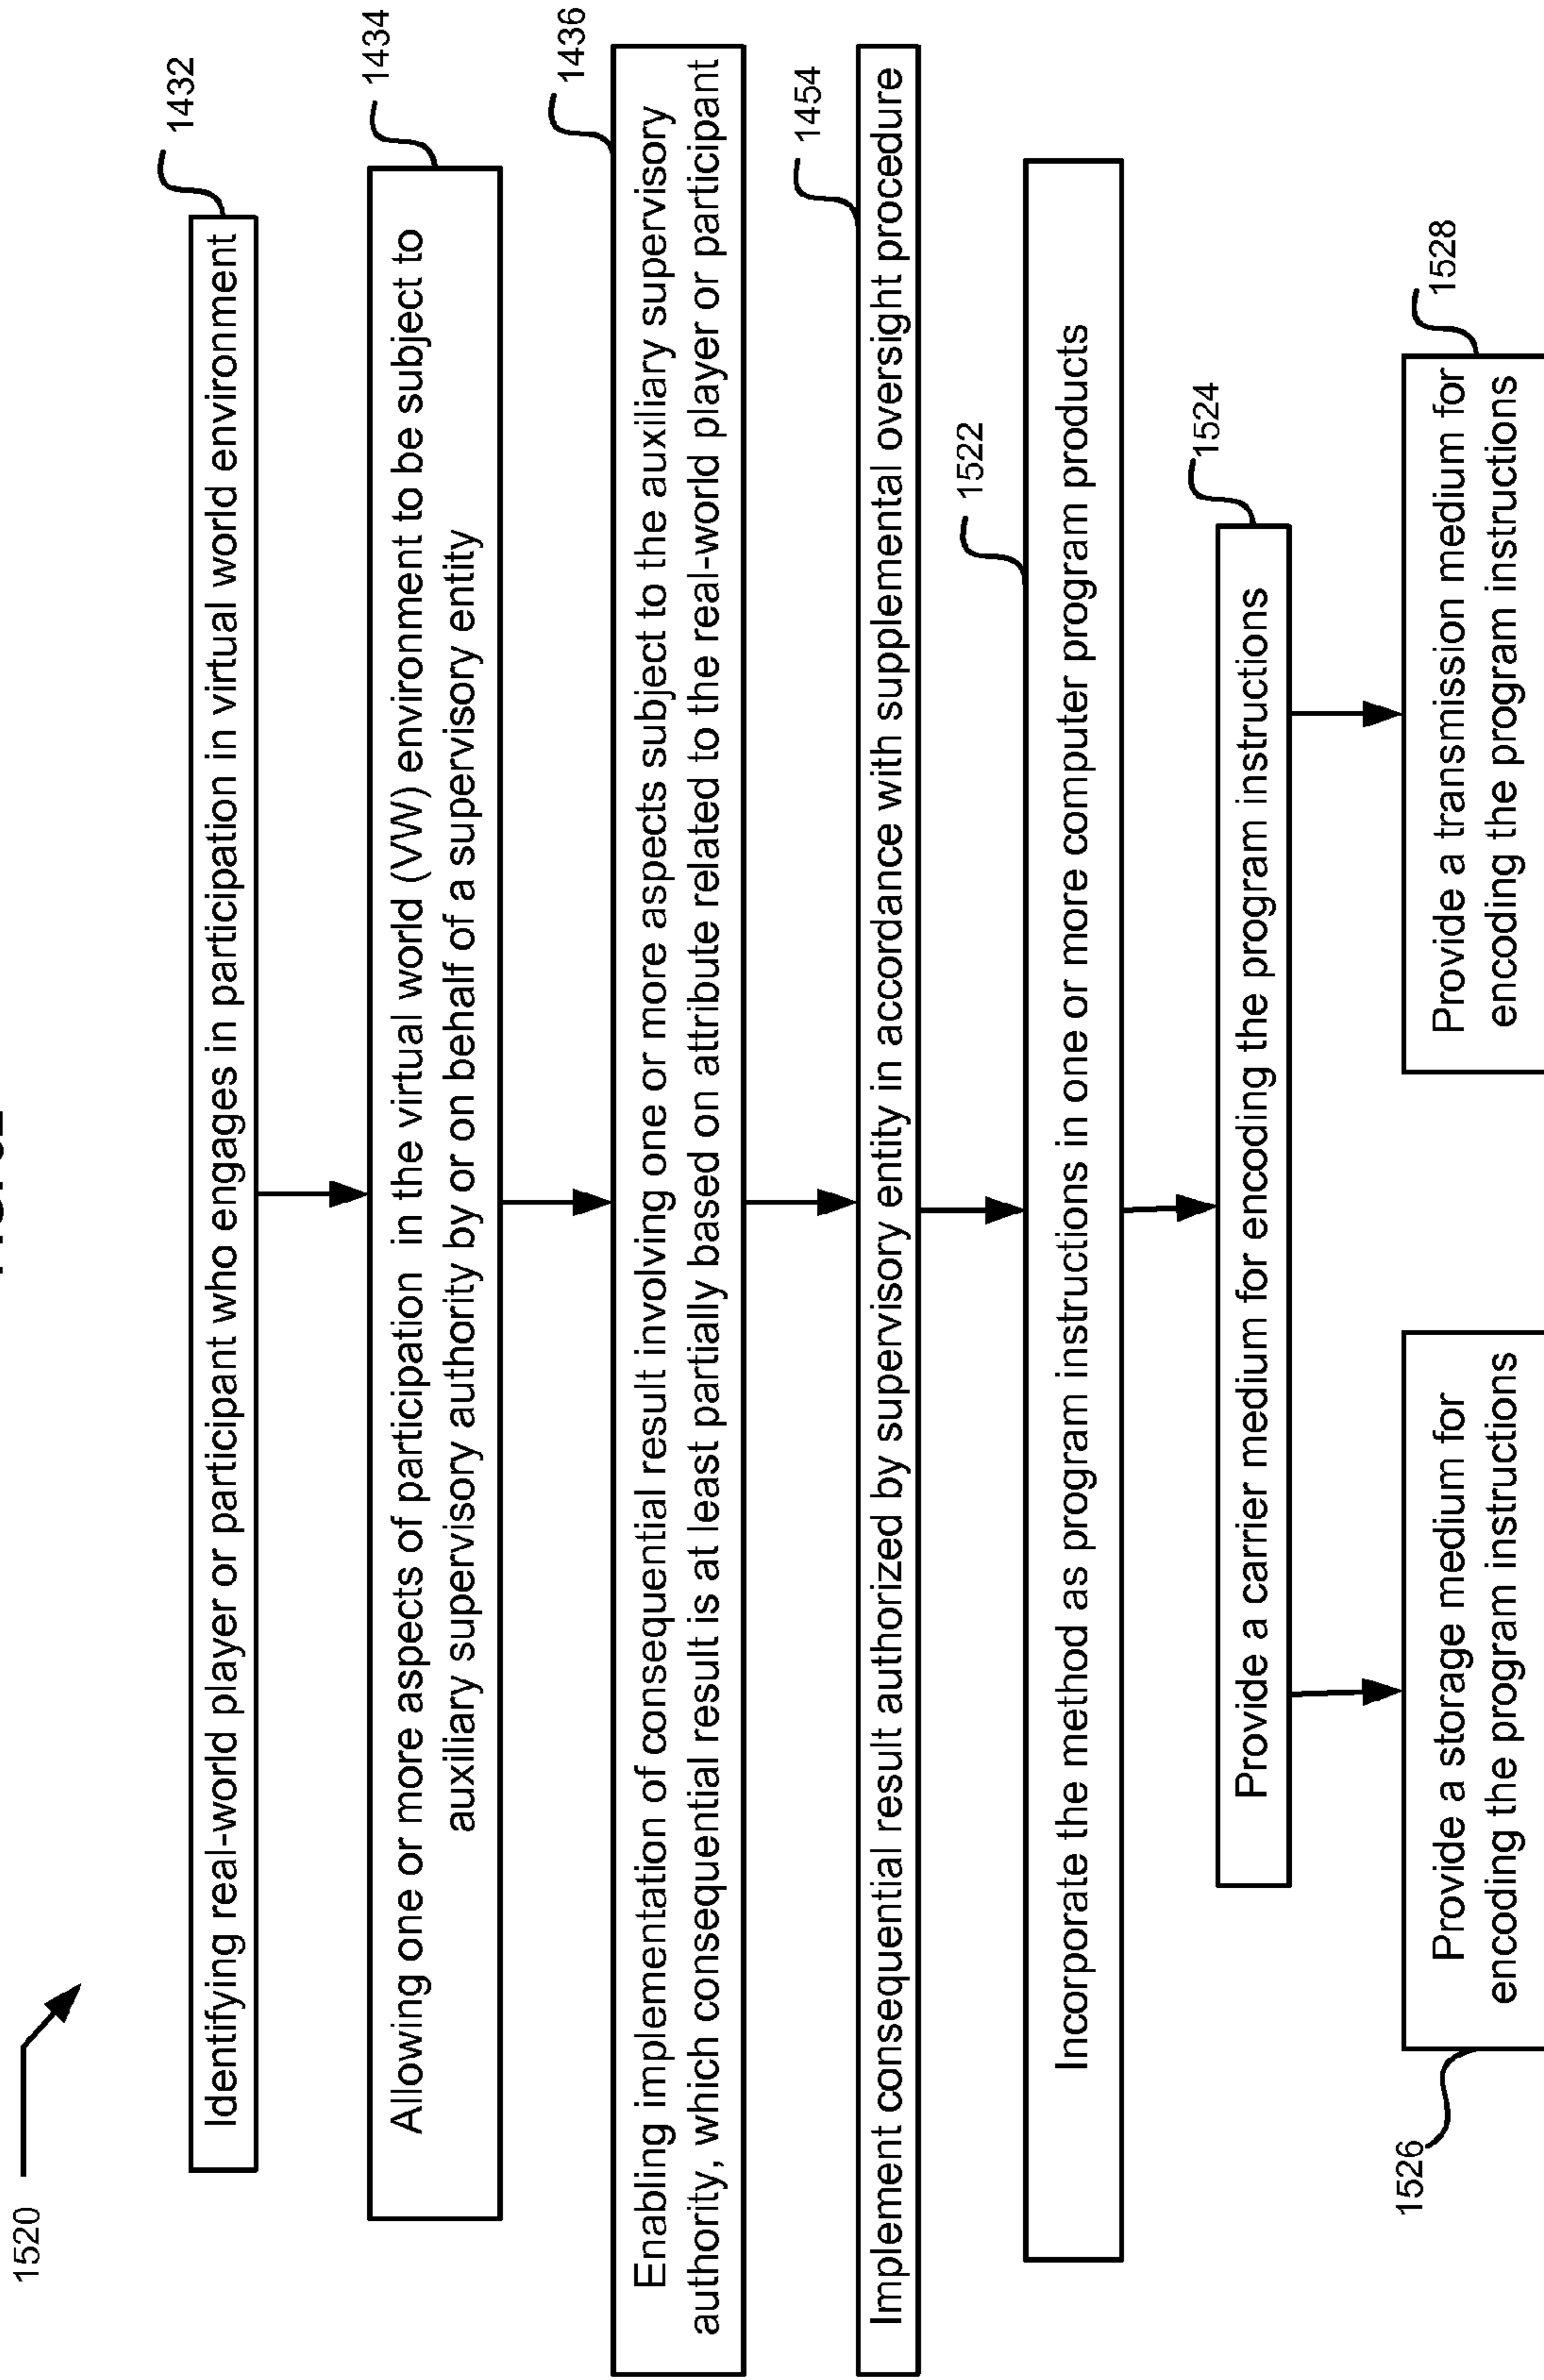 1520
1432
Identifying real-world player or participant who engages in participation in virtual world environment
1434
Allowing one or more aspects of participation in the virtual world (VW) environment to be subject to
auxiliary supervisory authority by or on behalf of a supervisory entity
1436
Enabling implementation of consequential result involving one or more aspects subject to the auxiliary supervisory
authority, which consequential result is at least partially based on attribute related to the real-world player or participant
1454
Implement consequential result authorized by supervisory entity in accordance with supplemental oversight procedure
1522
Incorporate the method as program instructions in one or more computer program products
1524
Provide a carrier medium for encoding the program instructions
1526
Provide a storage medium for
encoding the program instructions
1528
Provide a transmission medium for
encoding the program instructions